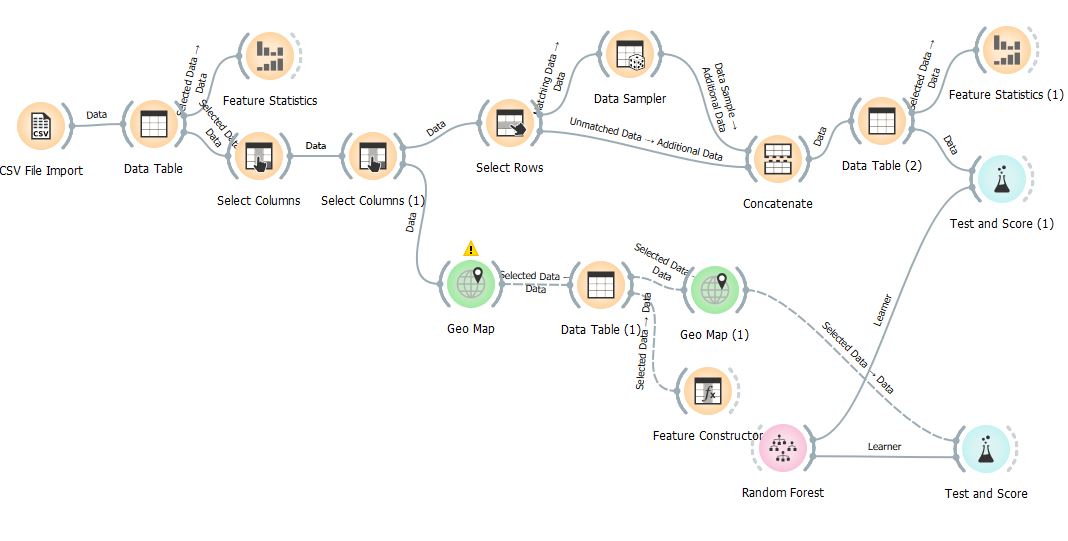 CSV
CSV File Import
Data
Data Table
Selected Data →
Data
Selected Data
Data
Feature Statistics
Select Columns
Data
Select Columns (1)
Data
Data
Select Rows
Matching Data →
Data
Data Sampler
Data Sample →
Additional Data
Unmatched Data → Additional Data
Concatenate
Data
Data Table (2)
Selected Data →
Data
Feature Statistics (1)
Data
Test and Score (1)
Geo Map
Selected Data →
Data
Data Table (1)
Selected Data
Data
Geo Map (1)
Selected Data → Data
fx
Feature Constructor
Selected Data → Data
Learner
Random Forest
Learner
Test and Score